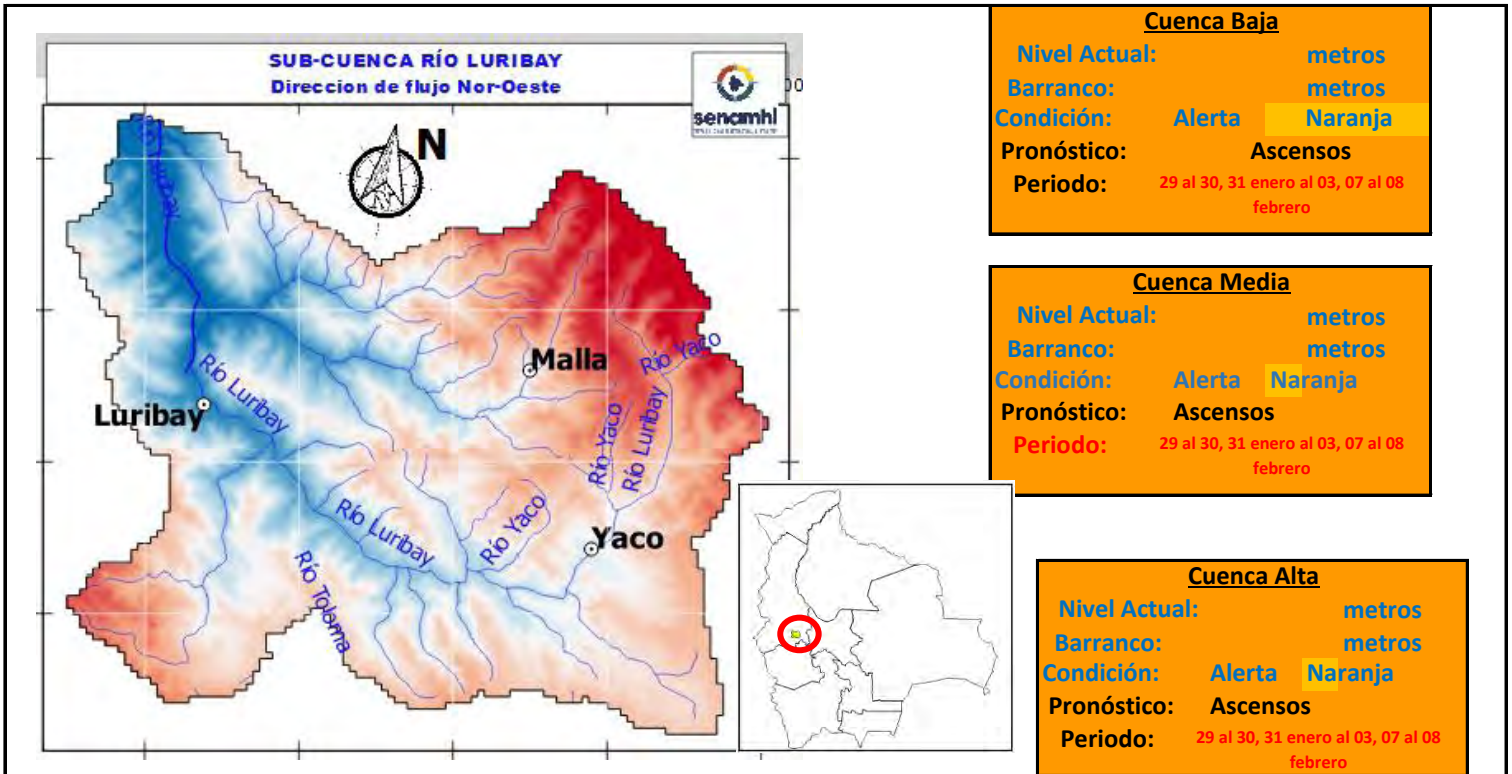 SUB-CUENCA RÍO LURIBAY
Direccion de flujo Nor-Oeste
senamhi
00
N
Luribay
Río Luribay
Malla
Río Yaco
Río Yaco
Río Luribay
Río Luribay
Río Yaco
Yaco
Río Toloma
Cuenca Baja
Nivel Actual: metros
Barranco: metros
Condición: Alerta Naranja
Pronóstico: Ascensos
Periodo: 29 al 30, 31 enero al 03, 07 al 08
febrero
Cuenca Media
Nivel Actual: metros
Barranco: metros
Condición: Alerta Naranja
Pronóstico: Ascensos
Periodo: 29 al 30, 31 enero al 03, 07 al 08
febrero
Cuenca Alta
Nivel Actual: metros
Barranco: metros
Condición: Alerta Naranja
Pronóstico: Ascensos
Periodo: 29 al 30, 31 enero al 03, 07 al 08
febrero